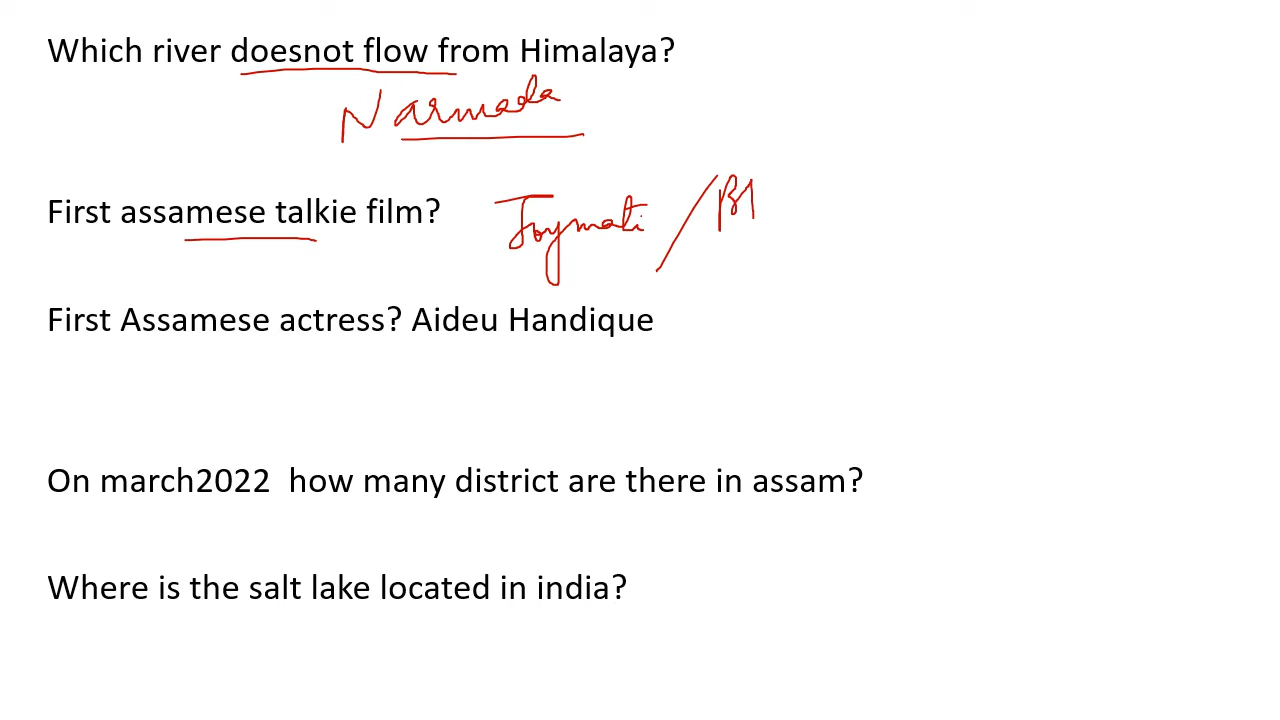 Which river doesnot flow from Himalaya?
Narmada
First assamese talkie film? Joymati /
First Assamese actress? Aideu Handique
On march2022 how many district are there in assam?
Where is the salt lake located in india?